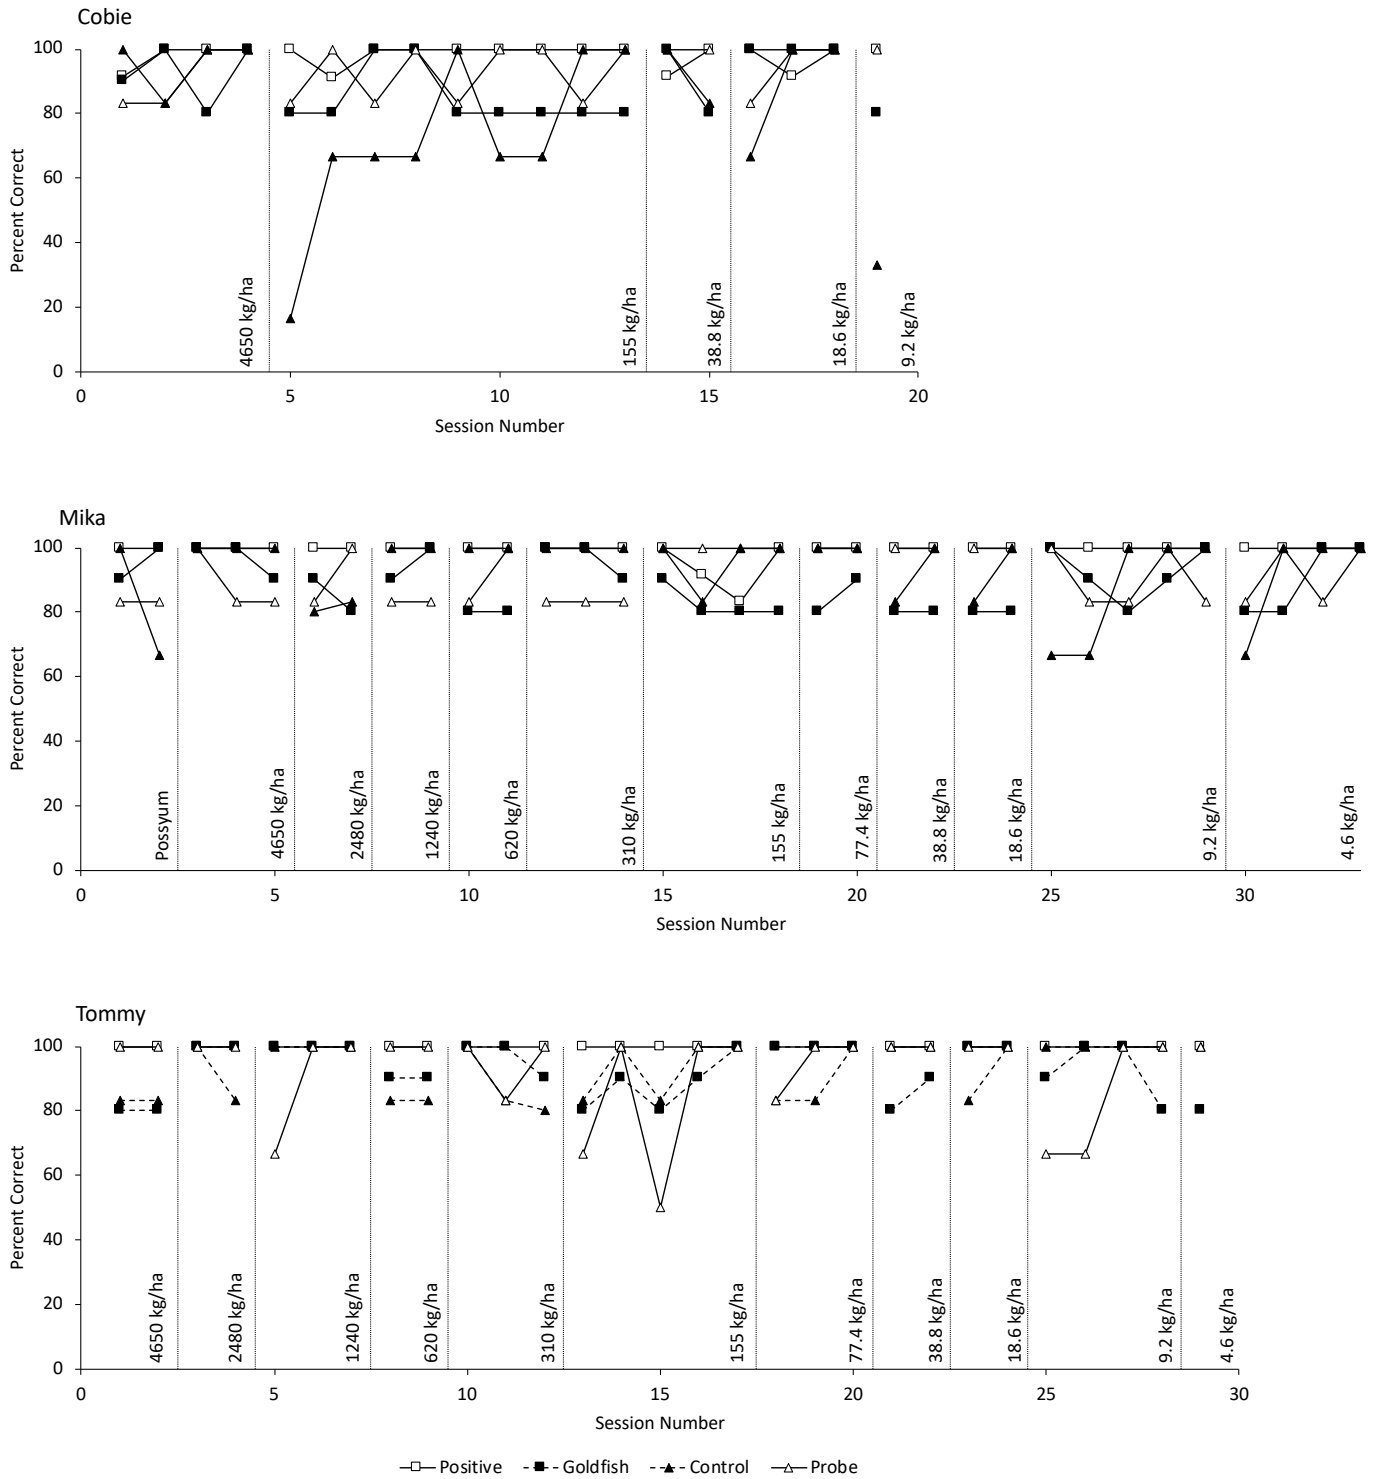 Cobie
100
80
60
40
20
0
Percent Correct
4650 kg/ha
155 kg/ha
38.8 kg/ha
18.6 kg/ha
9.2 kg/ha
0 5 10 15 20
Session Number
Mika
100
80
60
40
20
0
Percent Correct
Possyum
4650 kg/ha
2480 kg/ha
1240 kg/ha
620 kg/ha
310 kg/ha
155 kg/ha
77.4 kg/ha
38.8 kg/ha
18.6 kg/ha
9.2 kg/ha
4.6 kg/ha
0 5 10 15 20 25 30
Session Number
Tommy
100
80
60
40
20
0
Percent Correct
4650 kg/ha
2480 kg/ha
1240 kg/ha
620 kg/ha
310 kg/ha
155 kg/ha
77.4 kg/ha
38.8 kg/ha
18.6 kg/ha
9.2 kg/ha
4.6 kg/ha
0 5 10 15 20 25 30
Session Number
Positive Goldfish Control Probe